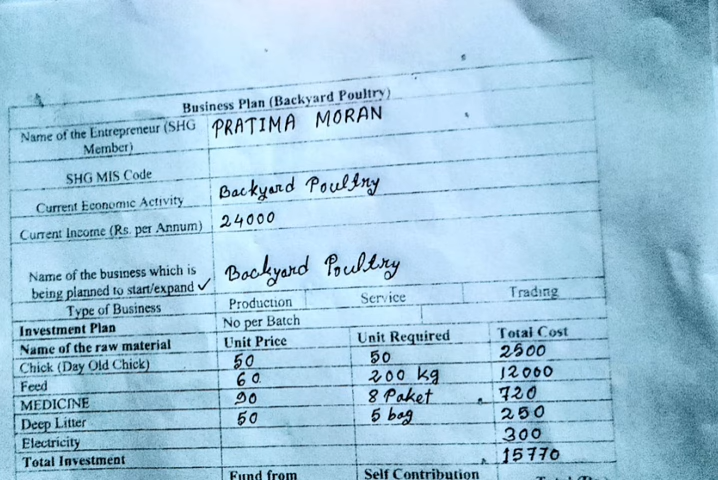 Business Plan (Backyard Poultry)
Name of the Entrepreneur (SHG Member) PRATIMA MORAN
SHG MIS Code
Current Economic Activity Backyard Poultry
Current Income (Rs. per Annum) 24000
Name of the business which is being planned to start/expand ✓ Backyard Poultry
Type of Business Production Service Trading
Investment Plan No per Batch
Name of the raw material Unit Price Unit Required Total Cost
Chick (Day Old Chick) 50 50 2500
Feed 60 200 kg 12000
MEDICINE 90 8 Paket 720
Deep Litter 50 5 bag 250
Electricity 300
Total Investment 15770
Fund from Self Contribution